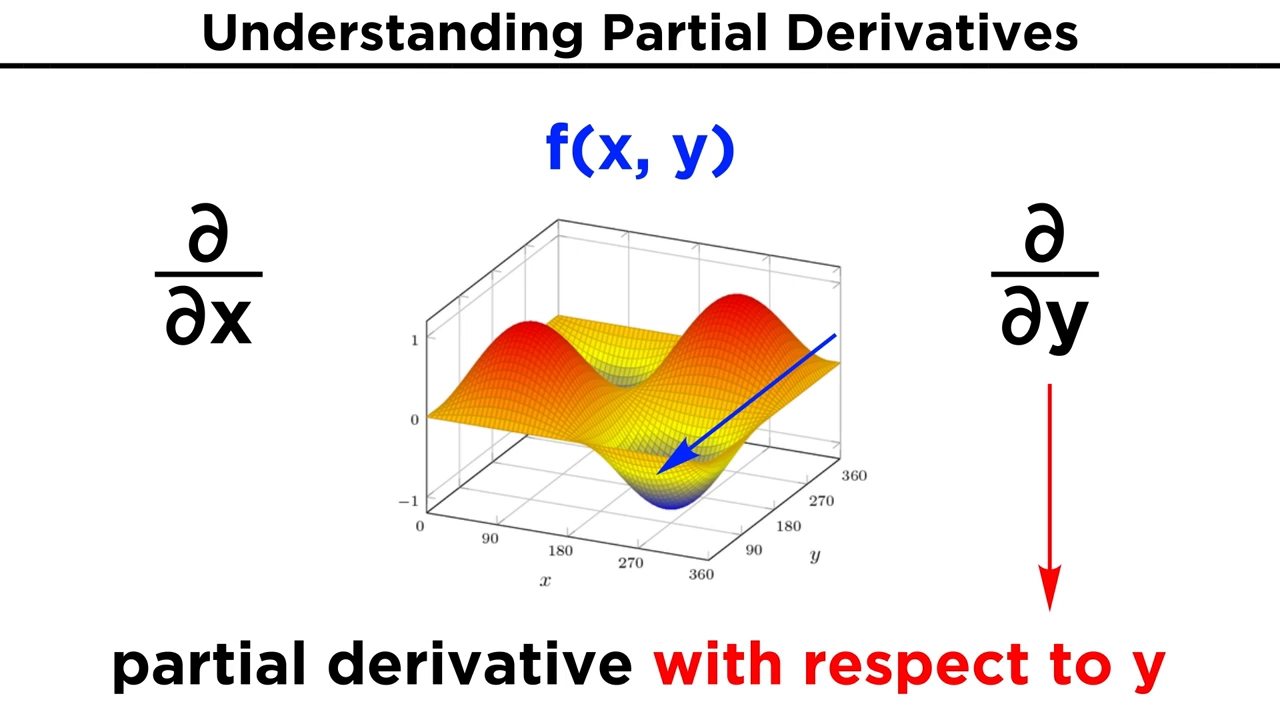 Understanding Partial Derivatives
f(x, y)
∂
∂x
∂
∂y
1
0
−1
0
90
180
270
360
x
90
180
270
360
y
partial derivative with respect to y